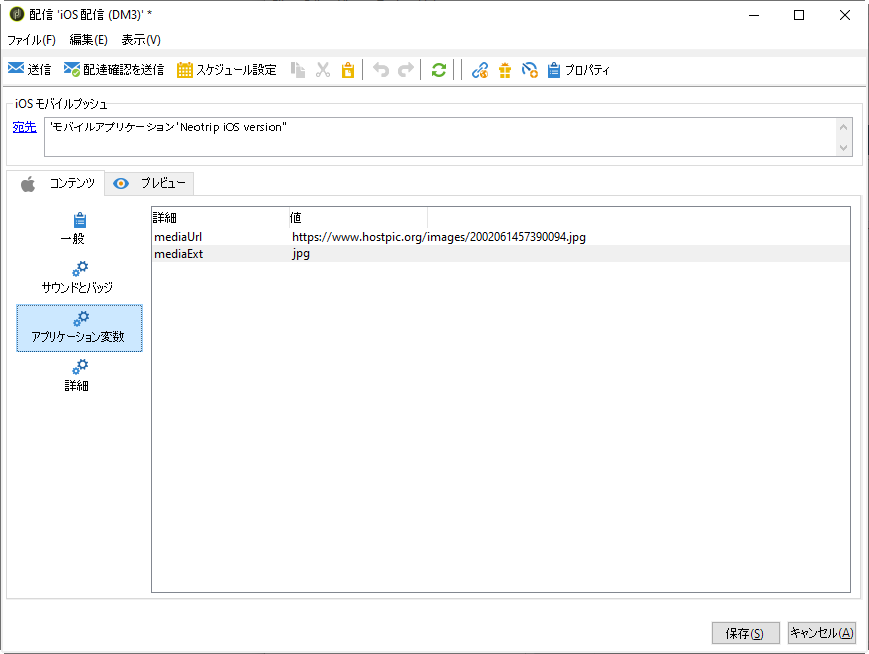 配信 'iOS 配信 (DM3)' *
ファイル(F) 編集(E) 表示(V)
送信 配達確認を送信 スケジュール設定 プロパティ
iOS モバイルプッシュ
宛先 'モバイルアプリケーション'Neotrip iOS version''
コンテンツ プレビュー
一般
サウンドとバッジ
アプリケーション変数
詳細
詳細 値
mediaUrl https://www.hostpic.org/images/2002061457390094.jpg
mediaExt jpg
保存(S) キャンセル(A)